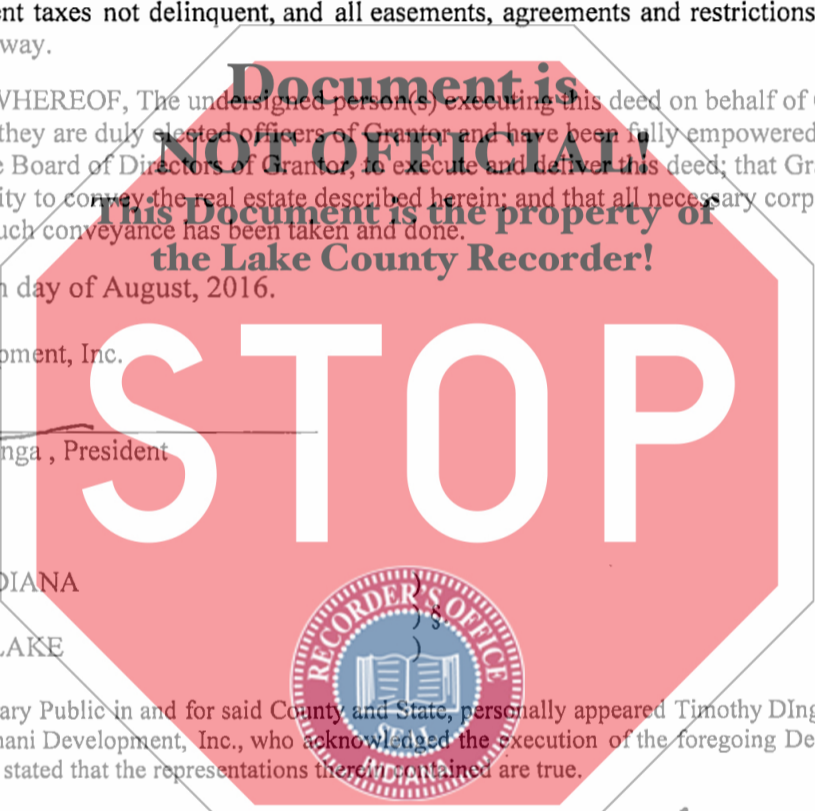 ent taxes not delinquent, and all easements, agreements and restrictions
way.
Document is
WHEREOF, The undersigned person(s) executing this deed on behalf of
they are duly elected officers of Grantor and have been fully empowered
NOT OFFICIAL!
e Board of Directors of Grantor, to execute and deliver this deed; that Gra
ity to convey the real estate described herein; and that all necessary corp
This Document is the property of
uch conveyance has been taken and done.
the Lake County Recorder!
h day of August, 2016.
pment, Inc.
STOP
nga , President
DIANA )
) §
LAKE )
RECORDER'S OFFICE
SEAL
INDIANA
ary Public in and for said County and State, personally appeared Timothy DIng
nani Development, Inc., who acknowledged the execution of the foregoing De
stated that the representations therein contained are true.